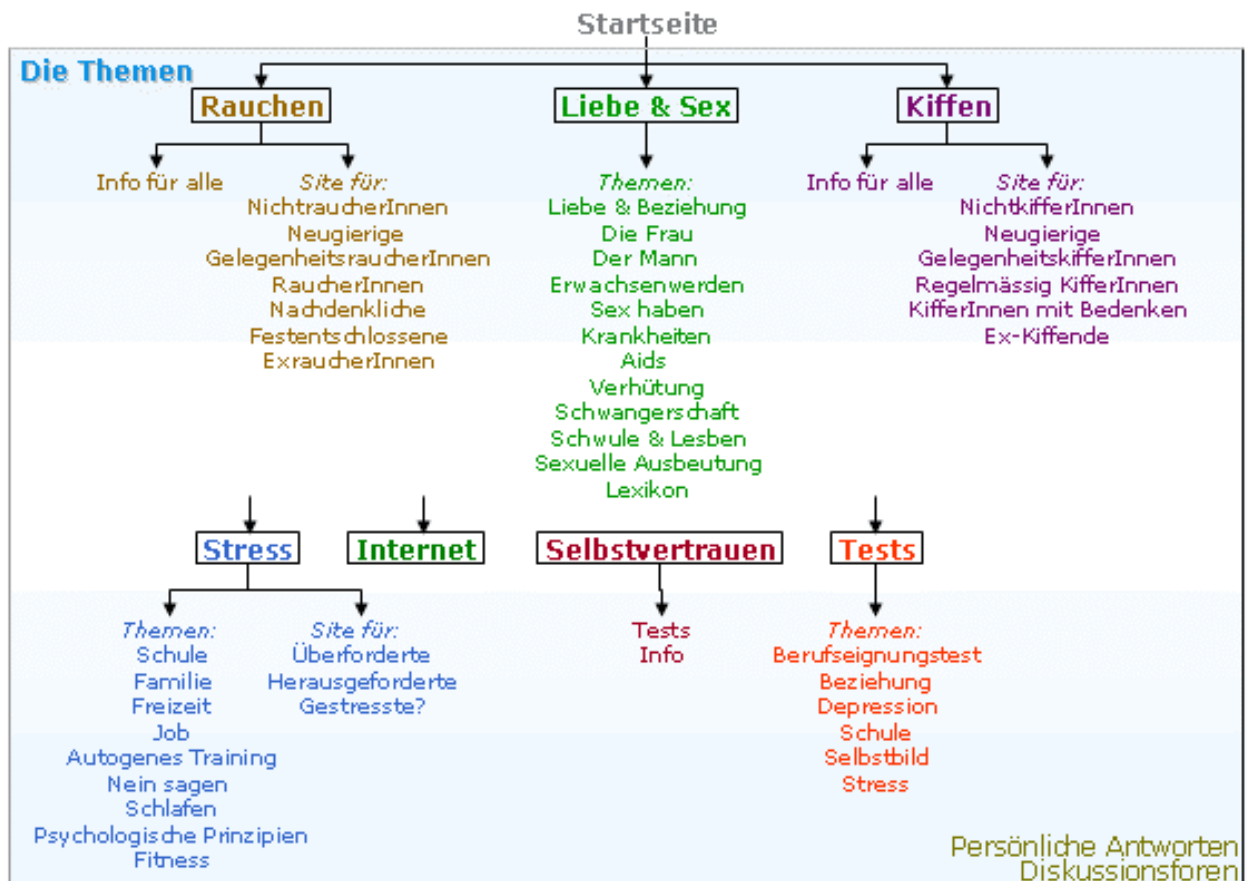 Startseite
Die Themen
Rauchen
Info für alle
Site für:
NichtraucherInnen
Neugierige
GelegenheitsraucherInnen
RaucherInnen
Nachdenkliche
Festentschlossene
ExraucherInnen
Liebe & Sex
Themen:
Liebe & Beziehung
Die Frau
Der Mann
Erwachsenwerden
Sex haben
Krankheiten
Aids
Verhütung
Schwangerschaft
Schwule & Lesben
Sexuelle Ausbeutung
Lexikon
Kiffen
Info für alle
Site für:
NichtkifferInnen
Neugierige
GelegenheitskifferInnen
Regelmässig KifferInnen
KifferInnen mit Bedenken
Ex-Kiffende
Stress
Themen:
Schule
Familie
Freizeit
Job
Autogenes Training
Nein sagen
Schlafen
Psychologische Prinzipien
Fitness
Site für:
Überforderte
Herausgeforderte
Gestresste?
Internet
Selbstvertrauen
Tests
Info
Tests
Themen:
Berufseignungstest
Beziehung
Depression
Schule
Selbstbild
Stress
Persönliche Antworten
Diskussionsforen